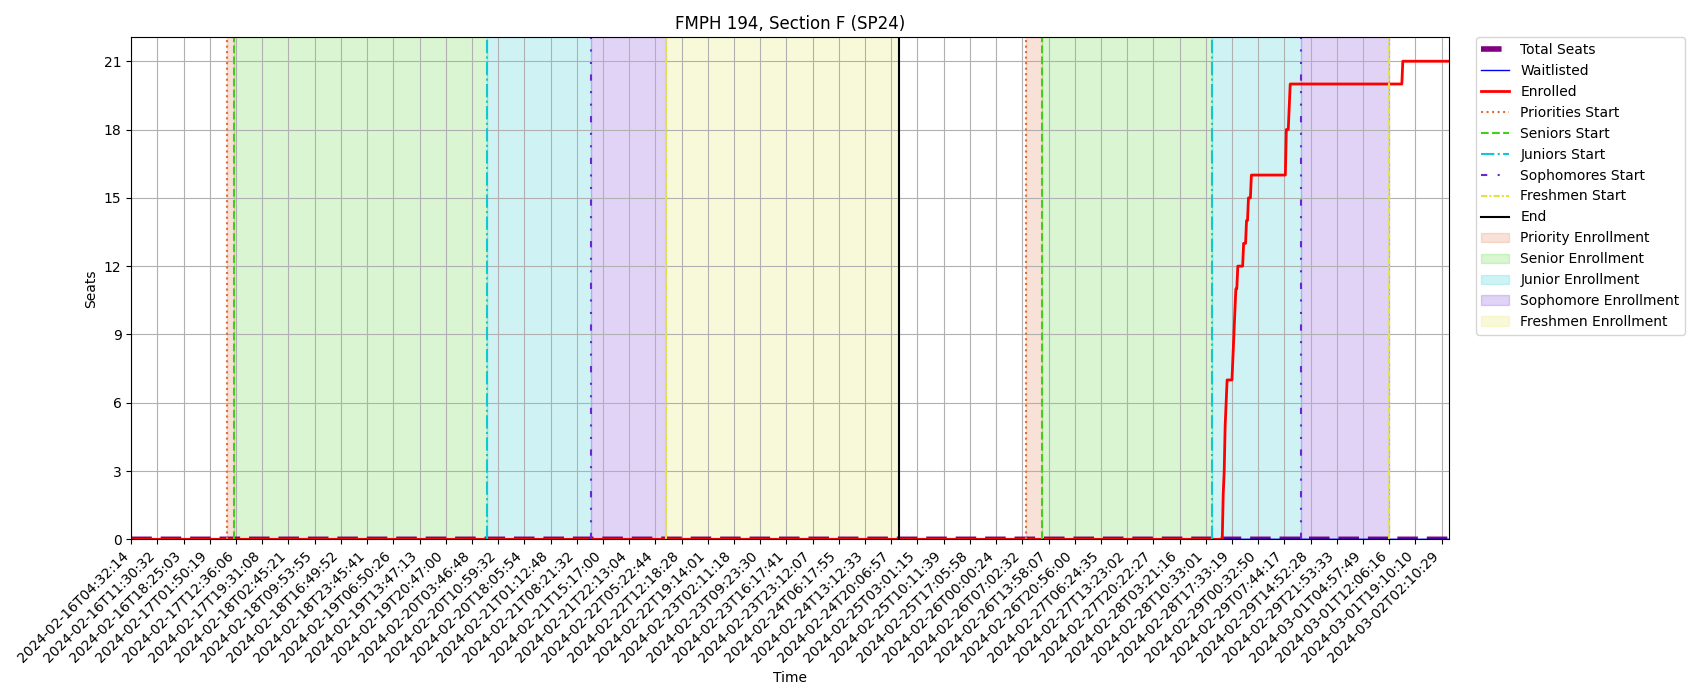 FMPH 194, Section F (SP24)
Seats
21
18
15
12
9
6
3
0
2024-02-16T04:32:14
2024-02-16T11:30:32
2024-02-16T18:25:03
2024-02-17T01:50:19
2024-02-17T12:36:06
2024-02-17T19:31:08
2024-02-18T02:45:21
2024-02-18T09:53:55
2024-02-18T16:49:52
2024-02-18T23:45:41
2024-02-19T06:50:26
2024-02-19T13:47:13
2024-02-19T20:47:00
2024-02-20T03:46:48
2024-02-20T10:59:32
2024-02-20T18:05:54
2024-02-21T01:12:48
2024-02-21T08:21:32
2024-02-21T15:17:00
2024-02-21T22:13:04
2024-02-22T05:22:44
2024-02-22T12:18:28
2024-02-22T19:14:01
2024-02-23T02:11:18
2024-02-23T09:23:30
2024-02-23T16:17:41
2024-02-23T23:12:07
2024-02-24T06:17:55
2024-02-24T13:12:33
2024-02-24T20:06:57
2024-02-25T03:01:15
2024-02-25T10:11:39
2024-02-25T17:05:58
2024-02-26T00:00:24
2024-02-26T07:02:32
2024-02-26T13:58:07
2024-02-26T20:56:00
2024-02-27T06:24:35
2024-02-27T13:23:02
2024-02-27T20:22:27
2024-02-28T03:21:16
2024-02-28T10:33:01
2024-02-28T17:33:19
2024-02-29T00:32:50
2024-02-29T07:44:17
2024-02-29T14:52:28
2024-02-29T21:53:33
2024-03-01T04:57:49
2024-03-01T12:06:16
2024-03-01T19:10:10
2024-03-02T02:10:29
Time
Total Seats
Waitlisted
Enrolled
Priorities Start
Seniors Start
Juniors Start
Sophomores Start
Freshmen Start
End
Priority Enrollment
Senior Enrollment
Junior Enrollment
Sophomore Enrollment
Freshmen Enrollment